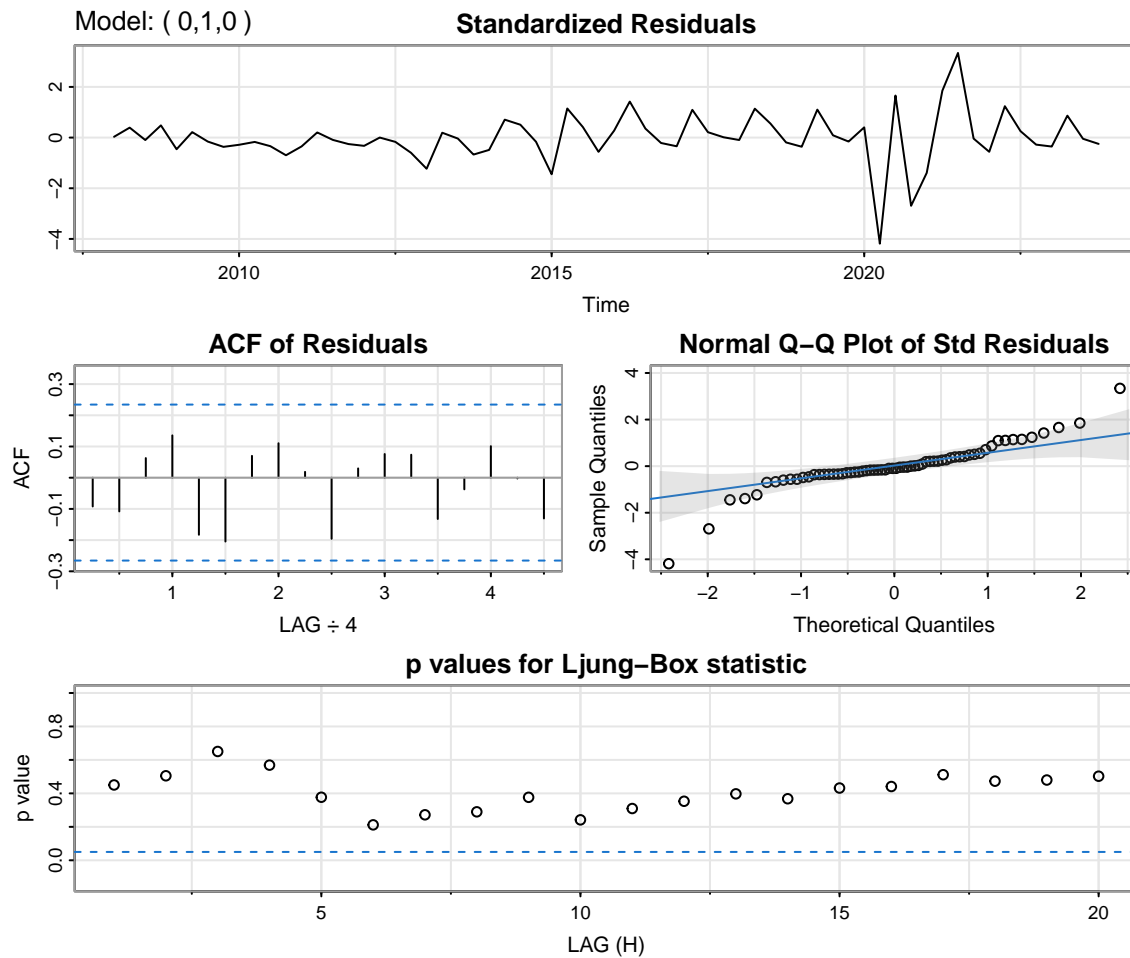 Model: ( 0,1,0 )
Standardized Residuals
2
0
−2
−4
2010
2015
2020
Time
ACF of Residuals
0.3
0.1
−0.1
−0.3
ACF
1
2
3
4
LAG ÷ 4
Normal Q−Q Plot of Std Residuals
4
2
0
−2
−4
Sample Quantiles
−2
−1
0
1
2
Theoretical Quantiles
p values for Ljung−Box statistic
0.8
0.4
0.0
p value
5
10
15
20
LAG (H)